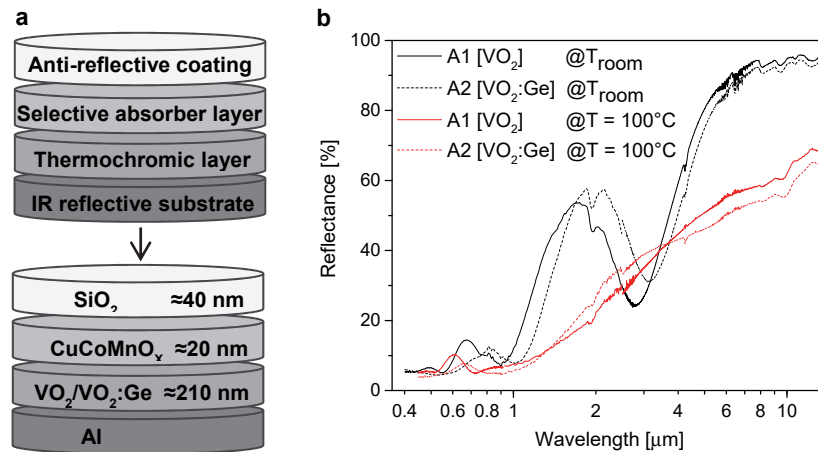 a
Anti-reflective coating
Selective absorber layer
Thermochromic layer
IR reflective substrate
SiO₂ ≈40 nm
CuCoMnOₓ ≈20 nm
VO₂/VO₂:Ge ≈210 nm
Al
b
100
80
60
40
20
0
Reflectance [%]
A1 [VO₂] @T_room
A2 [VO₂:Ge] @T_room
A1 [VO₂] @T = 100°C
A2 [VO₂:Ge] @T = 100°C
0.4 0.6 0.8 1 2 4 6 8 10
Wavelength [µm]